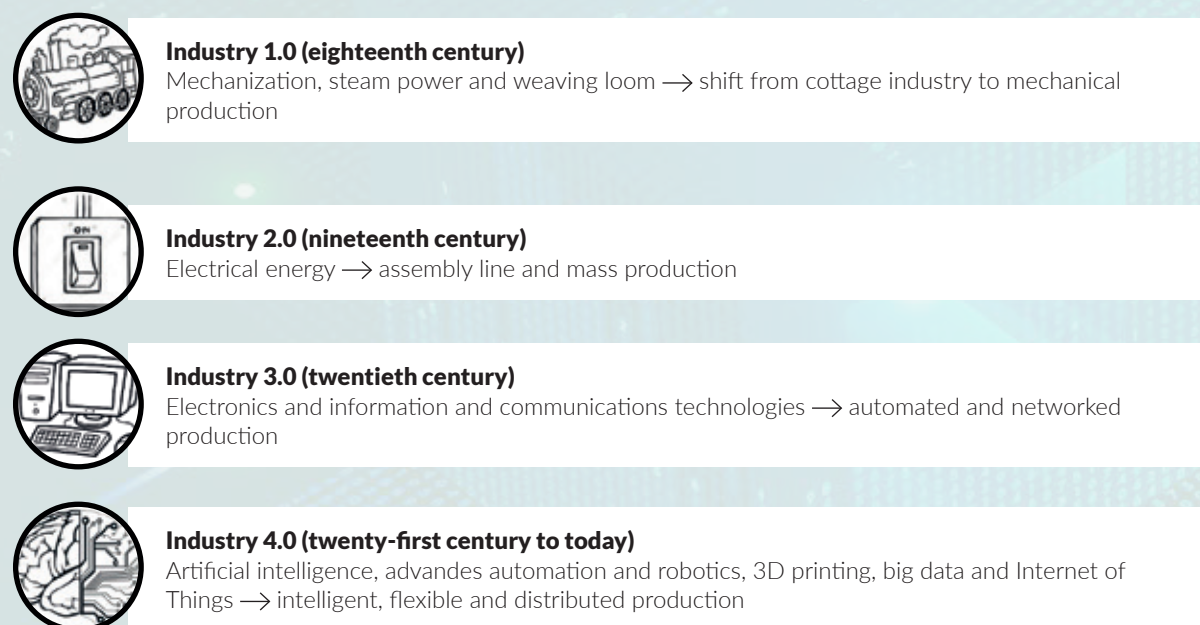 Industry 1.0 (eighteenth century)
Mechanization, steam power and weaving loom → shift from cottage industry to mechanical
production
ON
Industry 2.0 (nineteenth century)
Electrical energy → assembly line and mass production
Industry 3.0 (twentieth century)
Electronics and information and communications technologies → automated and networked
production
Industry 4.0 (twenty-first century to today)
Artificial intelligence, advandes automation and robotics, 3D printing, big data and Internet of
Things → intelligent, flexible and distributed production